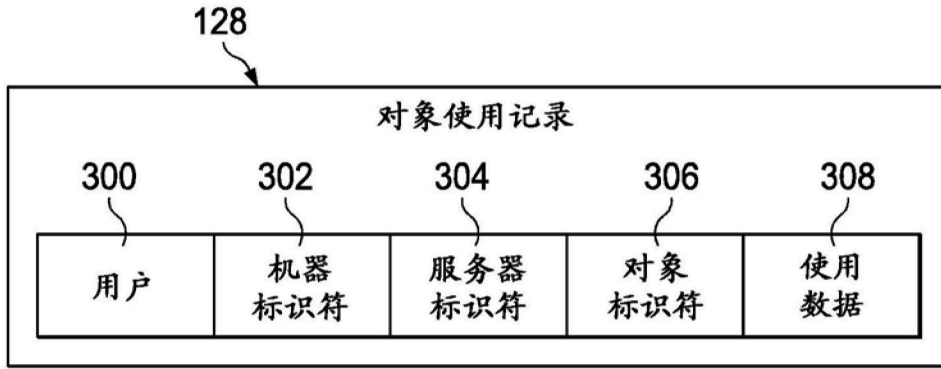 128
对象使用记录
300 302 304 306 308
用户 机器 服务器 对象 使用
标识符 标识符 标识符 数据